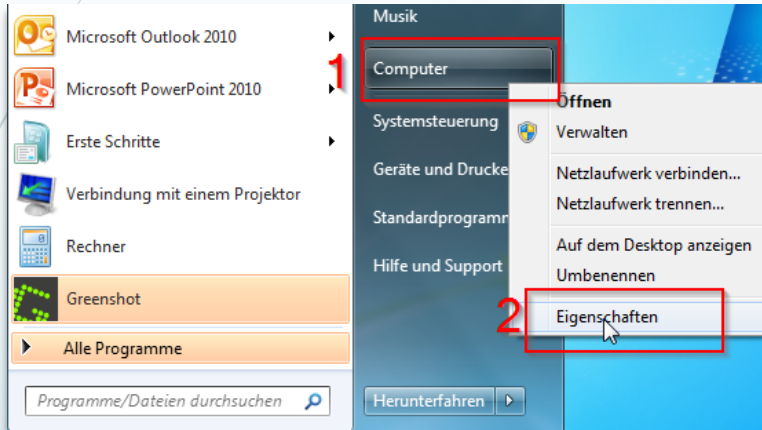 Microsoft Outlook 2010
Microsoft PowerPoint 2010
Erste Schritte
Verbindung mit einem Projektor
Rechner
Greenshot
Alle Programme
Programme/Dateien durchsuchen
Musik
1
Computer
Systemsteuerung
Geräte und Drucke
Standardprogramm
Hilfe und Support
Herunterfahren
Öffnen
Verwalten
Netzlaufwerk verbinden...
Netzlaufwerk trennen...
Auf dem Desktop anzeigen
Umbenennen
2
Eigenschaften